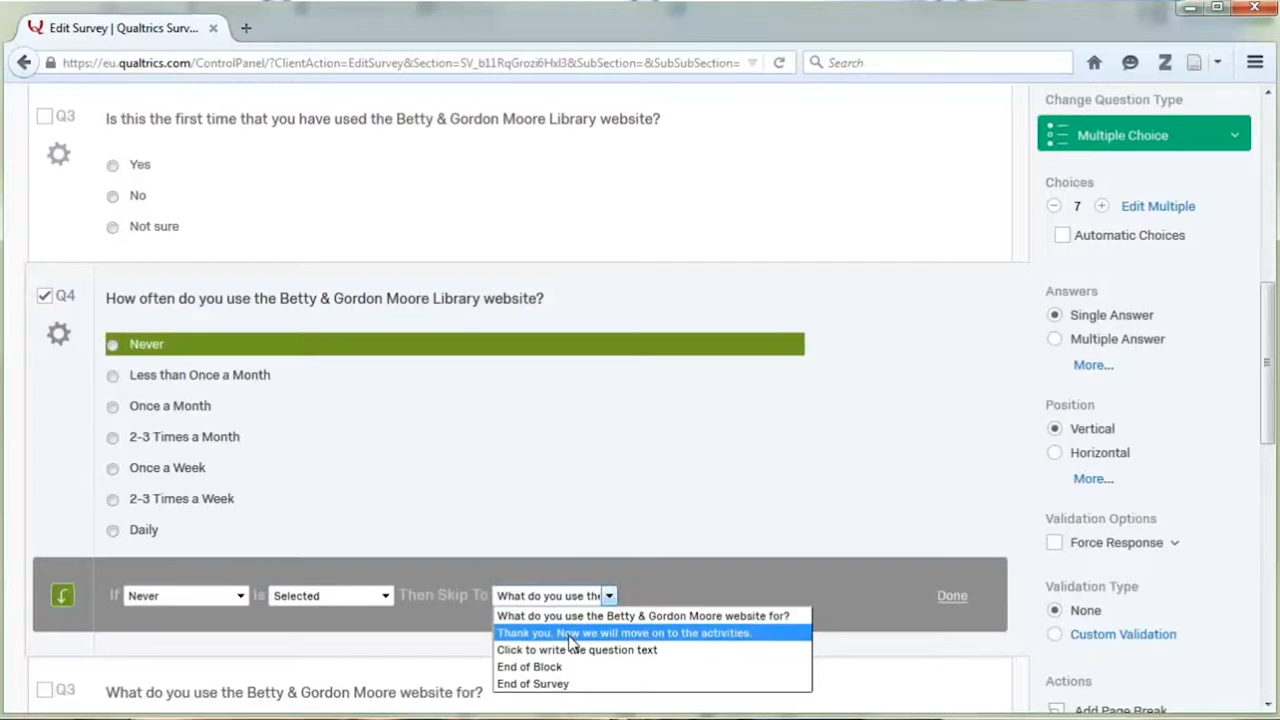 Edit Survey | Qualtrics Surv...
https://eu.qualtrics.com/ControlPanel/?ClientAction=EditSurvey&Section=SV_b11RqGrozi6H &SubSection=&SubSubSection=
Search
Q3
Is this the first time that you have used the Betty & Gordon Moore Library website?
Yes
No
Not sure
Q4
How often do you use the Betty & Gordon Moore Library website?
Never
Less than Once a Month
Once a Month
2-3 Times a Month
Once a Week
2-3 Times a Week
Daily
If Never Is Selected Then Skip To What do you use the Done
What do you use the Betty & Gordon Moore website for?
Thank you. Now we will move on to the activities.
Click to write the question text
End of Block
End of Survey
Q3
What do you use the Betty & Gordon Moore website for?
Change Question Type
Multiple Choice
Choices
7 Edit Multiple
Automatic Choices
Answers
Single Answer
Multiple Answer
More...
Position
Vertical
Horizontal
More...
Validation Options
Force Response
Validation Type
None
Custom Validation
Actions
Add Page Break